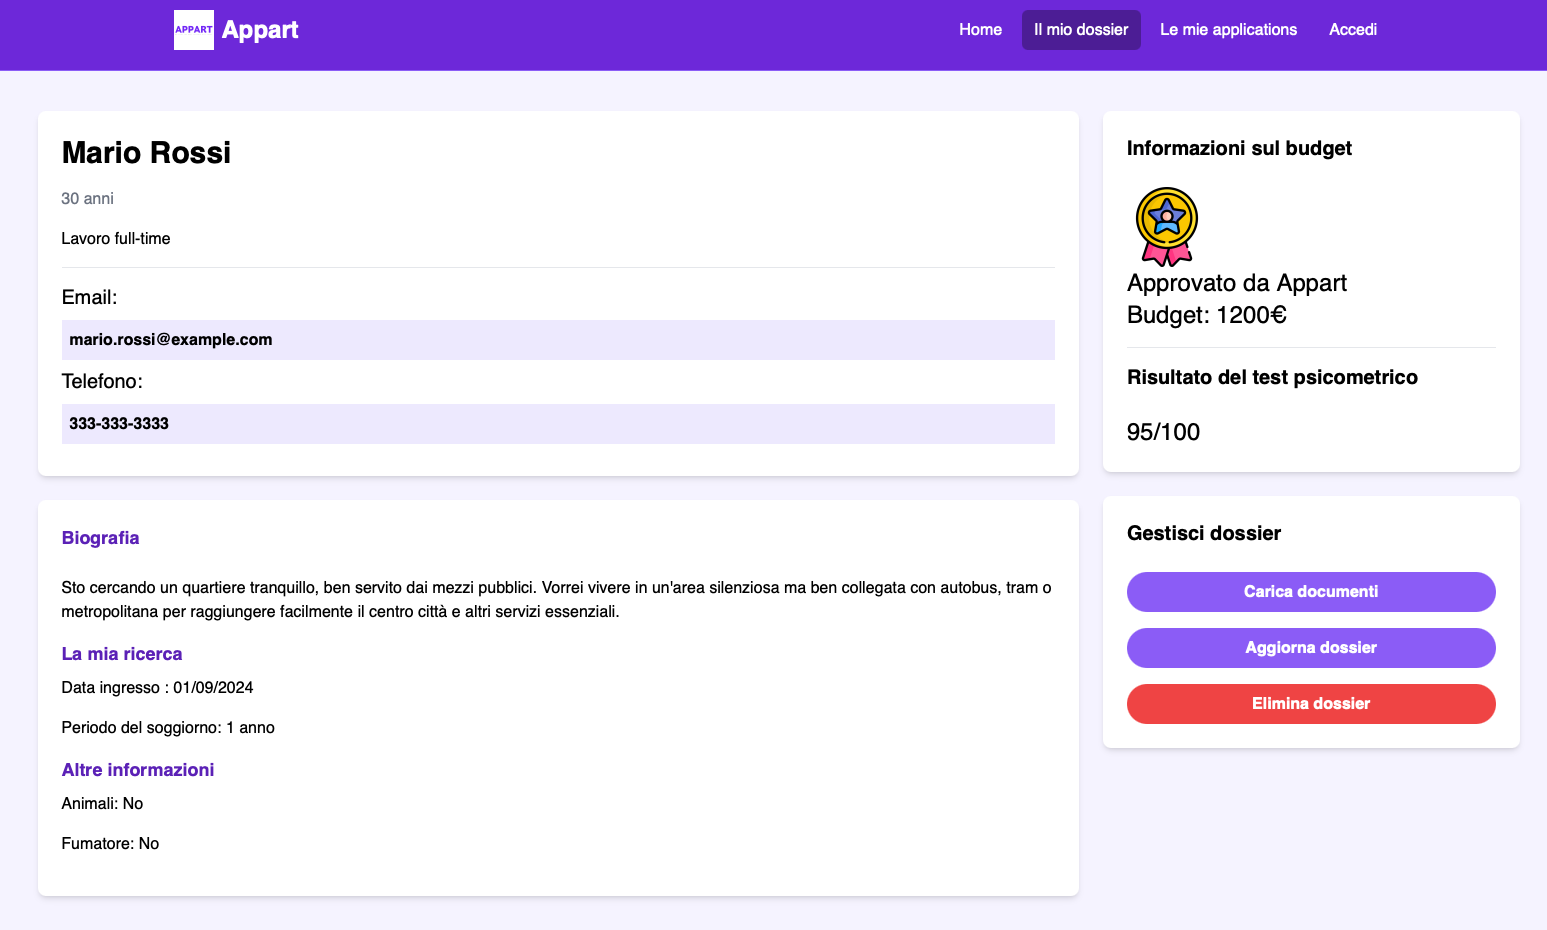 APPART
Appart
Home
Il mio dossier
Le mie applications
Accedi
Mario Rossi
30 anni
Lavoro full-time
Email:
mario.rossi@example.com
Telefono:
333-333-3333
Biografia
Sto cercando un quartiere tranquillo, ben servito dai mezzi pubblici. Vorrei vivere in un'area silenziosa ma ben collegata con autobus, tram o
metropolitana per raggiungere facilmente il centro città e altri servizi essenziali.
La mia ricerca
Data ingresso : 01/09/2024
Periodo del soggiorno: 1 anno
Altre informazioni
Animali: No
Fumatore: No
Informazioni sul budget
Approvato da Appart
Budget: 1200€
Risultato del test psicometrico
95/100
Gestisci dossier
Carica documenti
Aggiorna dossier
Elimina dossier